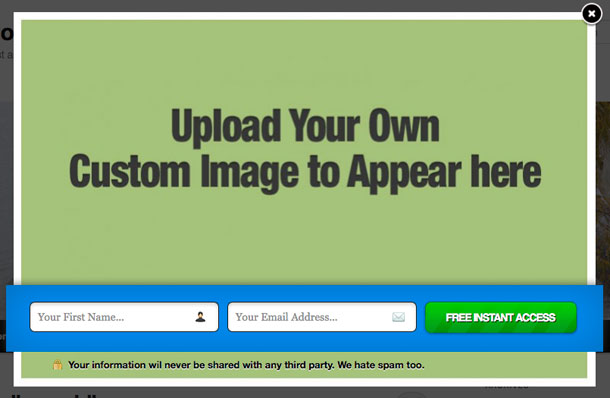 Upload Your Own
Custom Image to Appear here
Your First Name...
Your Email Address...
FREE INSTANT ACCESS
Your information wil never be shared with any third party. We hate spam too.